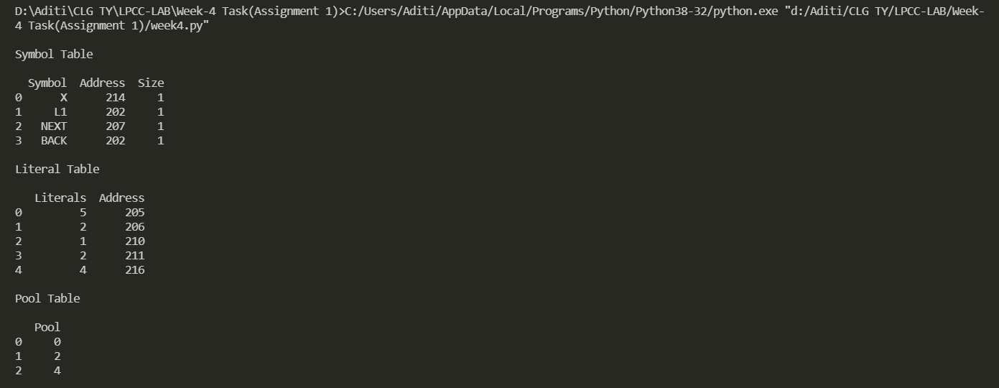 D:\Aditi\CLG TY\LPCC-LAB\Week-4 Task(Assignment 1)>C:/Users/Aditi/AppData/Local/Programs/Python/Python38-32/python.exe "d:/Aditi/CLG TY/LPCC-LAB/Week-
4 Task(Assignment 1)/week4.py"
Symbol Table
  Symbol  Address  Size
0      X      214     1
1     L1      202     1
2   NEXT      207     1
3   BACK      202     1
Literal Table
   Literals  Address
0         5      205
1         2      206
2         1      210
3         2      211
4         4      216
Pool Table
   Pool
0     0
1     2
2     4